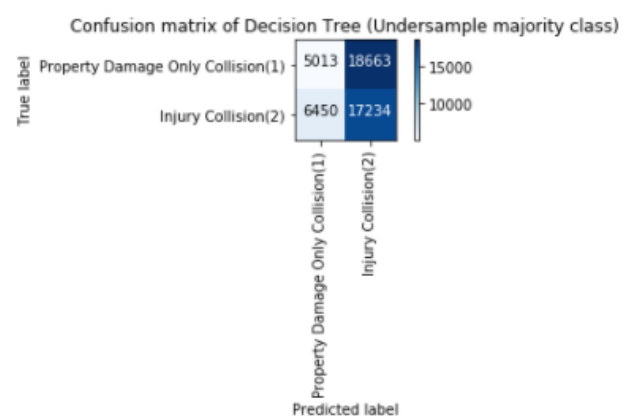 Confusion matrix of Decision Tree (Undersample majority class)
True label
Property Damage Only Collision(1)
5013 18663
Injury Collision(2)
6450 17234
15000
10000
Property Damage Only Collision(1)
Injury Collision(2)
Predicted label